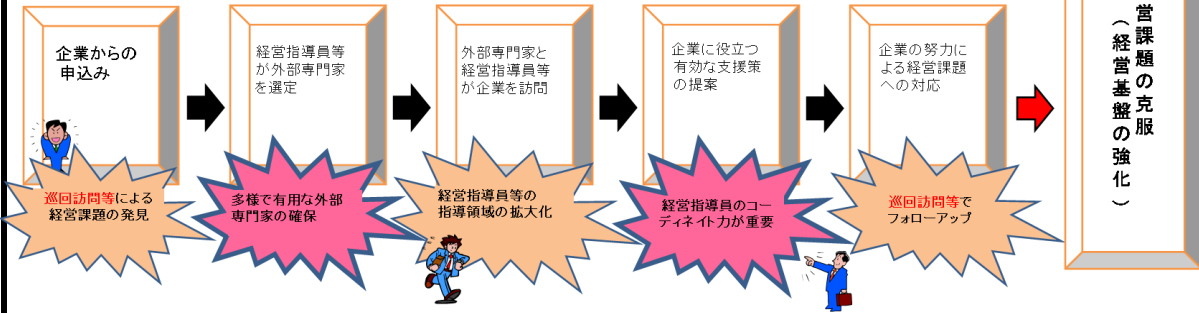 企業からの
申込み
経営指導員等
が外部専門家
を選定
外部専門家と
経営指導員等
が企業を訪問
企業に役立つ
有効な支援策
の提案
企業の努力に
よる経営課題
への対応
営課題の克服
（経営基盤の強化）
巡回訪問等による
経営課題の発見
多様で有用な外部
専門家の確保
経営指導員等の
指導領域の拡大化
経営指導員のコー
ディネイト力が重要
巡回訪問等で
フォローアップ